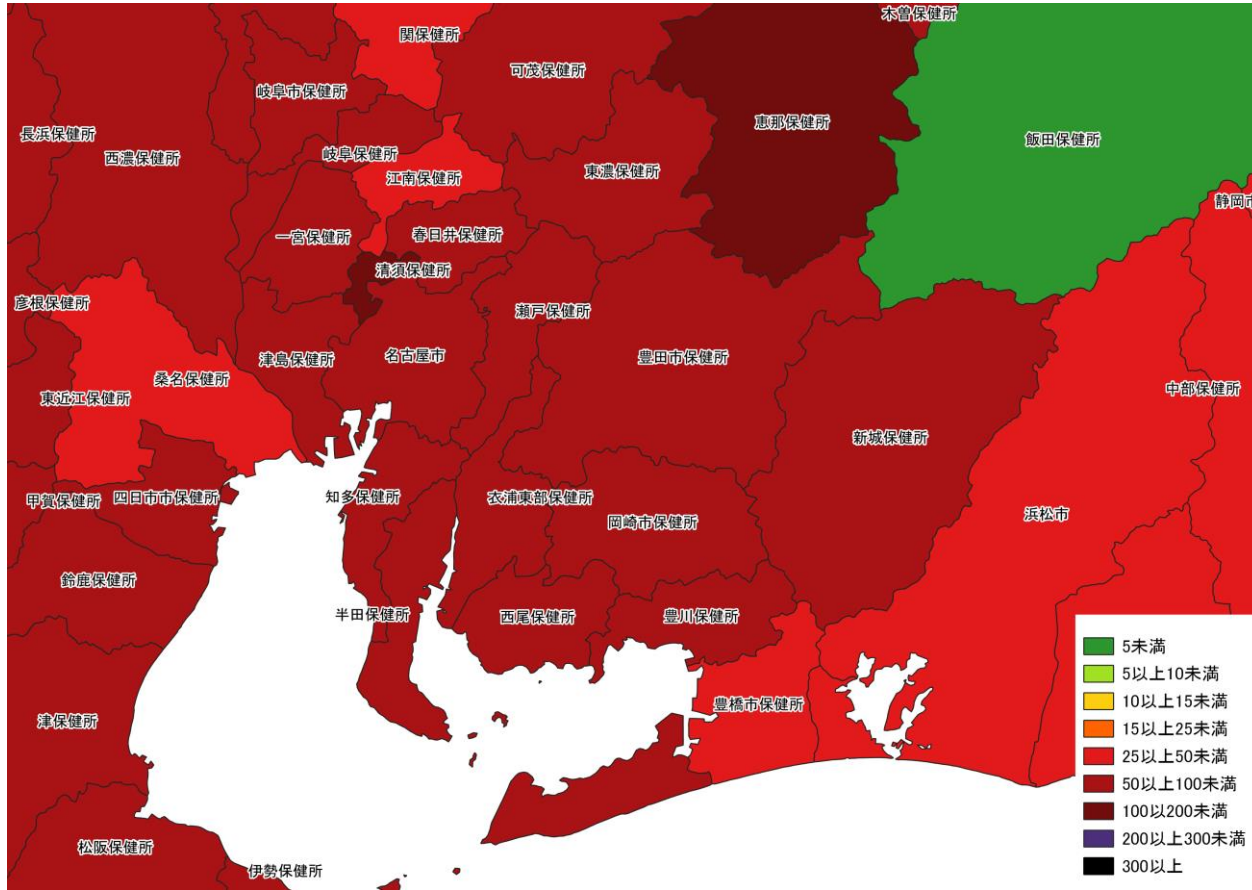 木曽保健所
関保健所
可茂保健所
岐阜市保健所
恵那保健所
長浜保健所
飯田保健所
西濃保健所
岐阜保健所
東濃保健所
江南保健所
静岡市
一宮保健所
春日井保健所
清須保健所
彦根保健所
瀬戸保健所
津島保健所
名古屋市
豊田市保健所
桑名保健所
中部保健所
東近江保健所
新城保健所
甲賀保健所
四日市市保健所
知多保健所
衣浦東部保健所
浜松市
岡崎市保健所
鈴鹿保健所
半田保健所
西尾保健所
豊川保健所
津保健所
豊橋市保健所
松阪保健所
伊勢保健所
5未満
5以上10未満
10以上15未満
15以上25未満
25以上50未満
50以上100未満
100以200未満
200以上300未満
300以上